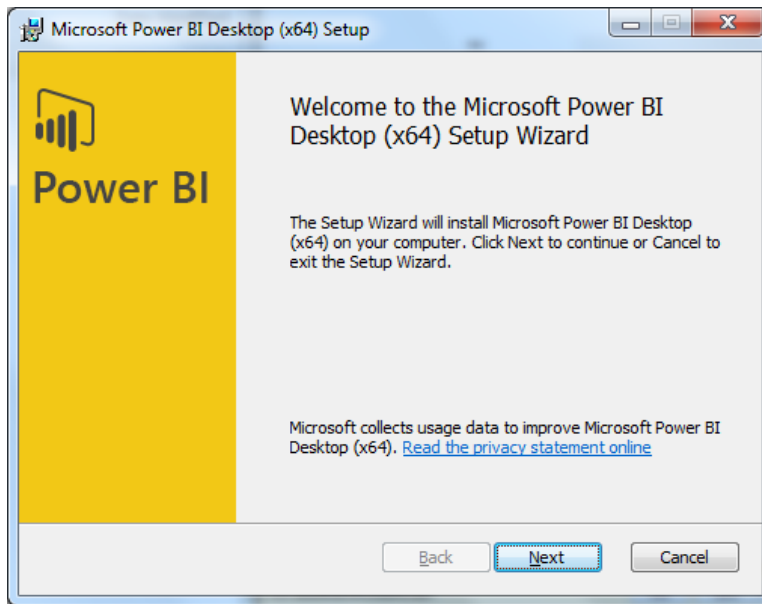 Microsoft Power BI Desktop (x64) Setup
Power BI
Welcome to the Microsoft Power BI
Desktop (x64) Setup Wizard
The Setup Wizard will install Microsoft Power BI Desktop
(x64) on your computer. Click Next to continue or Cancel to
exit the Setup Wizard.
Microsoft collects usage data to improve Microsoft Power BI
Desktop (x64). Read the privacy statement online
Back Next Cancel